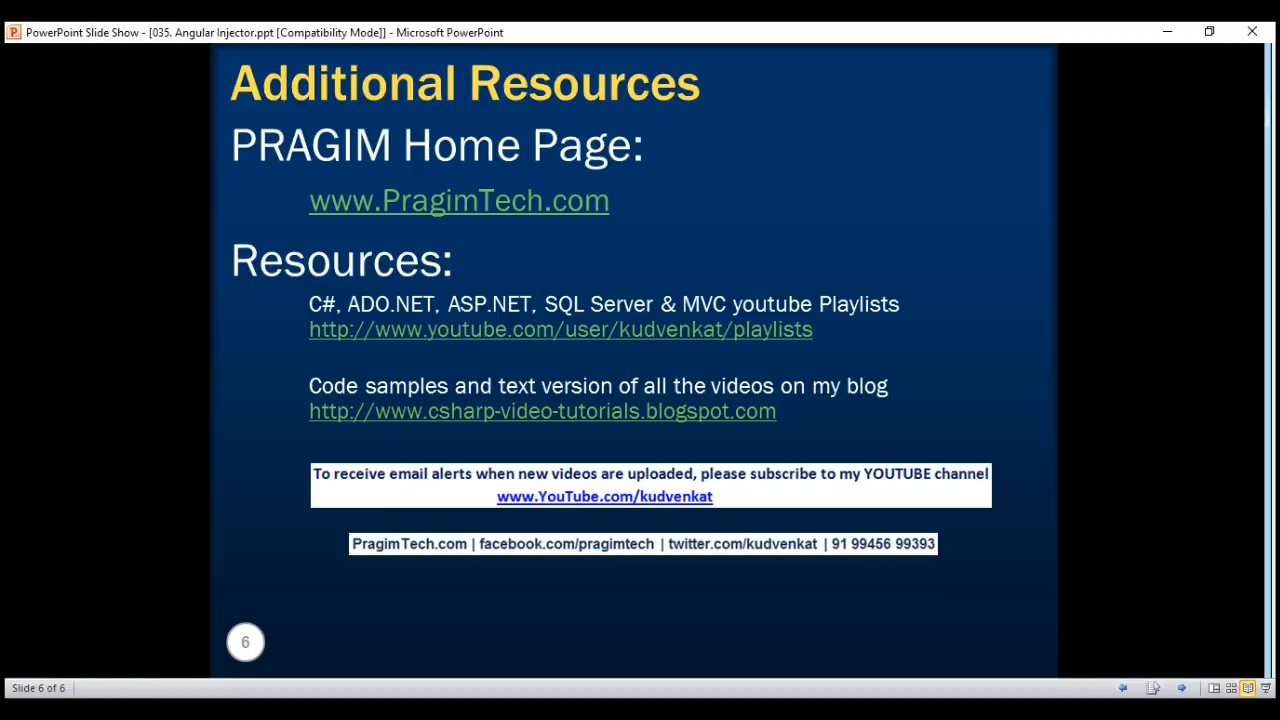 PowerPoint Slide Show - [035. Angular Injector.ppt [Compatibility Mode]] - Microsoft PowerPoint
Additional Resources
PRAGIM Home Page:
www.PragimTech.com
Resources:
C#, ADO.NET, ASP.NET, SQL Server & MVC youtube Playlists
http://www.youtube.com/user/kudvenkat/playlists
Code samples and text version of all the videos on my blog
http://www.csharp-video-tutorials.blogspot.com
To receive email alerts when new videos are uploaded, please subscribe to my YOUTUBE channel
www.YouTube.com/kudvenkat
PragimTech.com | facebook.com/pragimtech | twitter.com/kudvenkat | 91 99456 99393
6
Slide 6 of 6